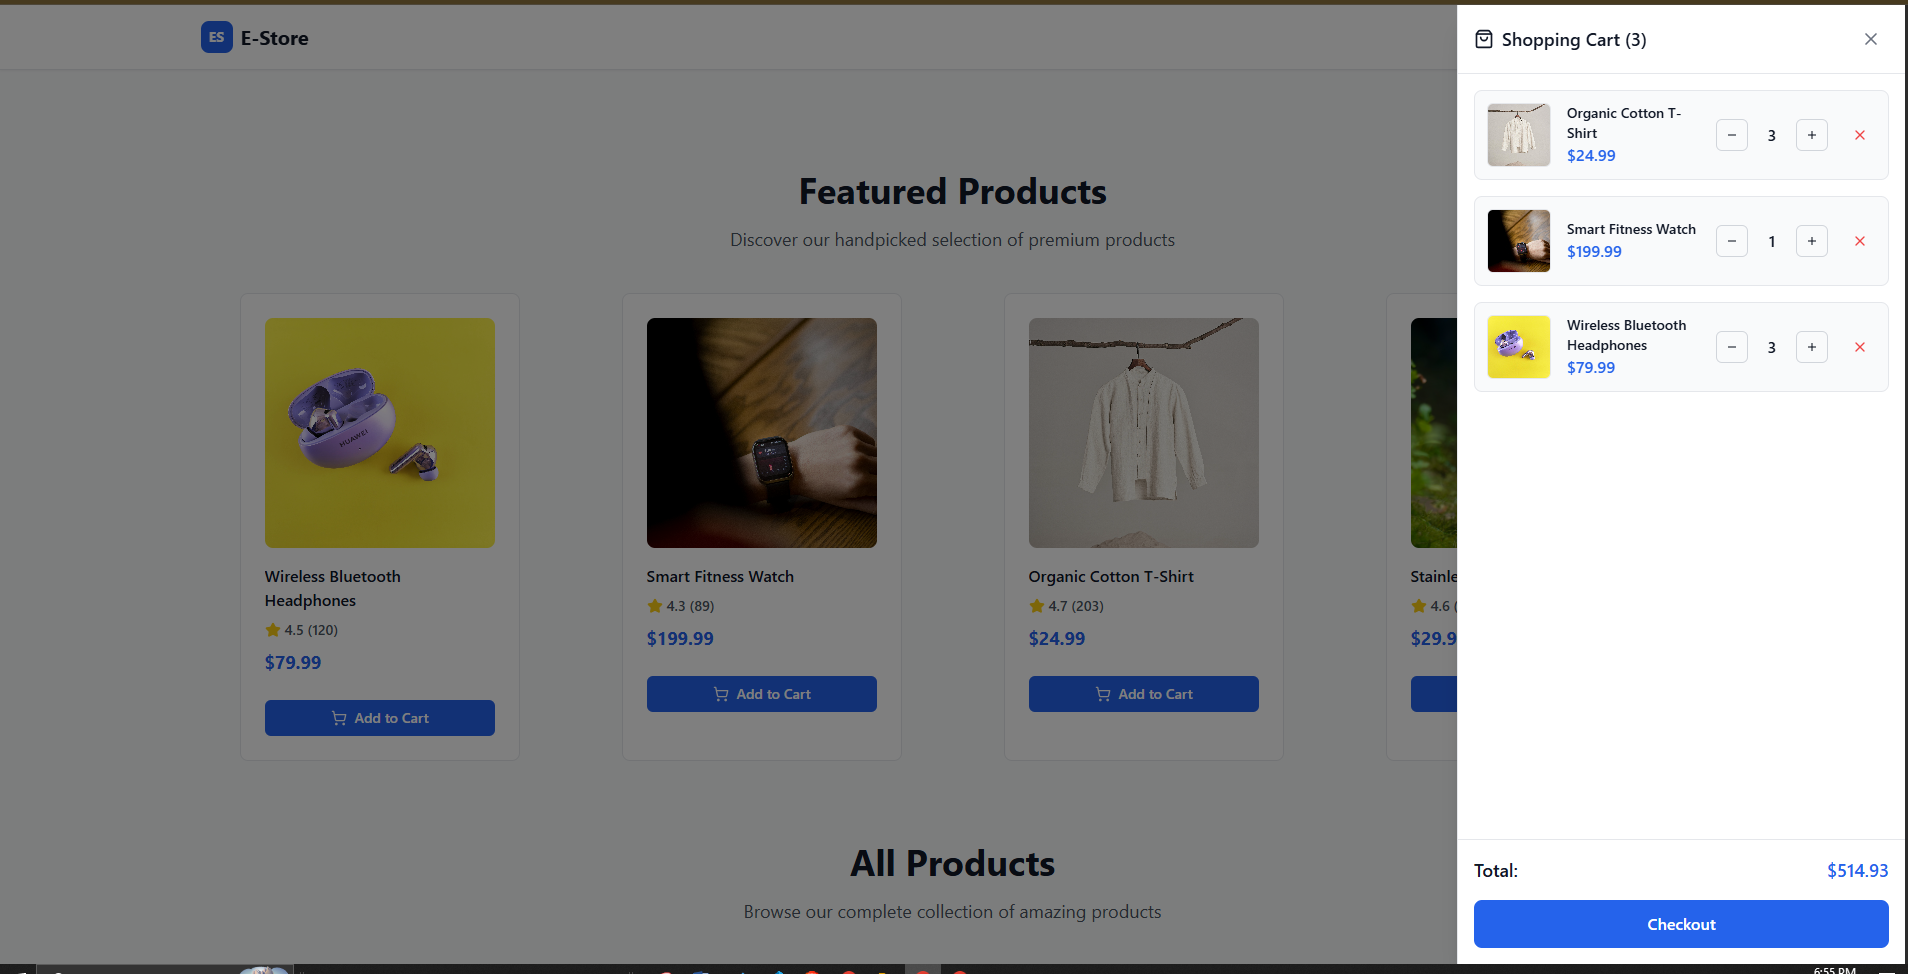 ES E-Store
Featured Products
Discover our handpicked selection of premium products
HUAWEI
Wireless Bluetooth
Headphones
4.5 (120)
$79.99
Add to Cart
Smart Fitness Watch
4.3 (89)
$199.99
Add to Cart
Organic Cotton T-Shirt
4.7 (203)
$24.99
Add to Cart
4.6
All Products
Browse our complete collection of amazing products
Shopping Cart (3)
Organic Cotton T-
Shirt
$24.99
− 3 +
Smart Fitness Watch
$199.99
− 1 +
Wireless Bluetooth
Headphones
$79.99
− 3 +
Total: $514.93
Checkout
6:55 PM